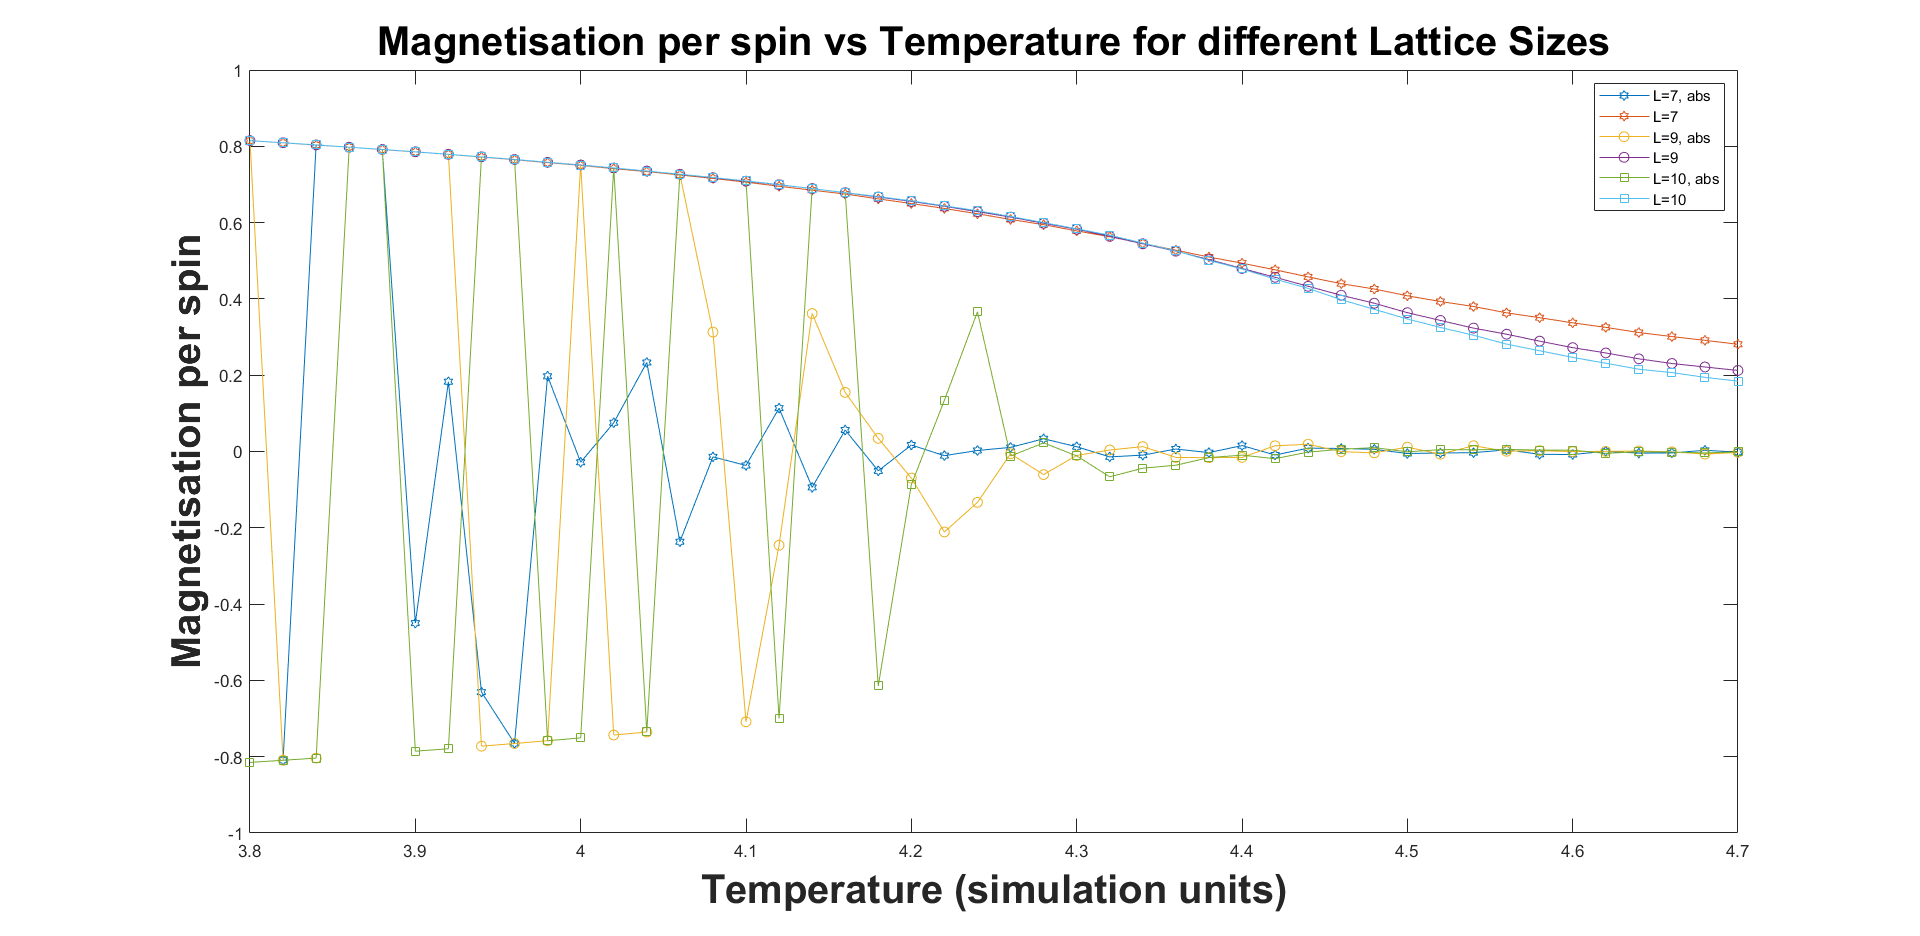 Magnetisation per spin vs Temperature for different Lattice Sizes
1
0.8
0.6
0.4
0.2
0
-0.2
-0.4
-0.6
-0.8
-1
Magnetisation per spin
L=7, abs
L=7
L=9, abs
L=9
L=10, abs
L=10
3.8
3.9
4
4.1
4.2
4.3
4.4
4.5
4.6
4.7
Temperature (simulation units)